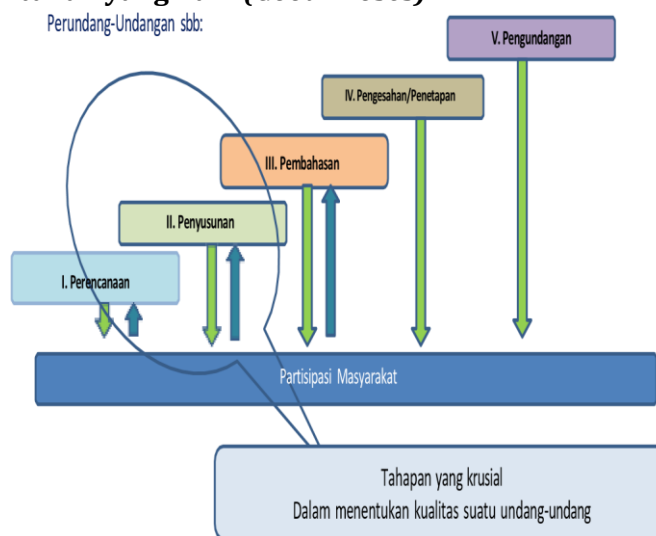 Perundang-Undangan sbb:
V. Pengundangan
IV. Pengesahan/Penetapan
III. Pembahasan
II. Penyusunan
I. Perencanaan
Partisipasi Masyarakat
Tahapan yang krusial
Dalam menentukan kualitas suatu undang-undang